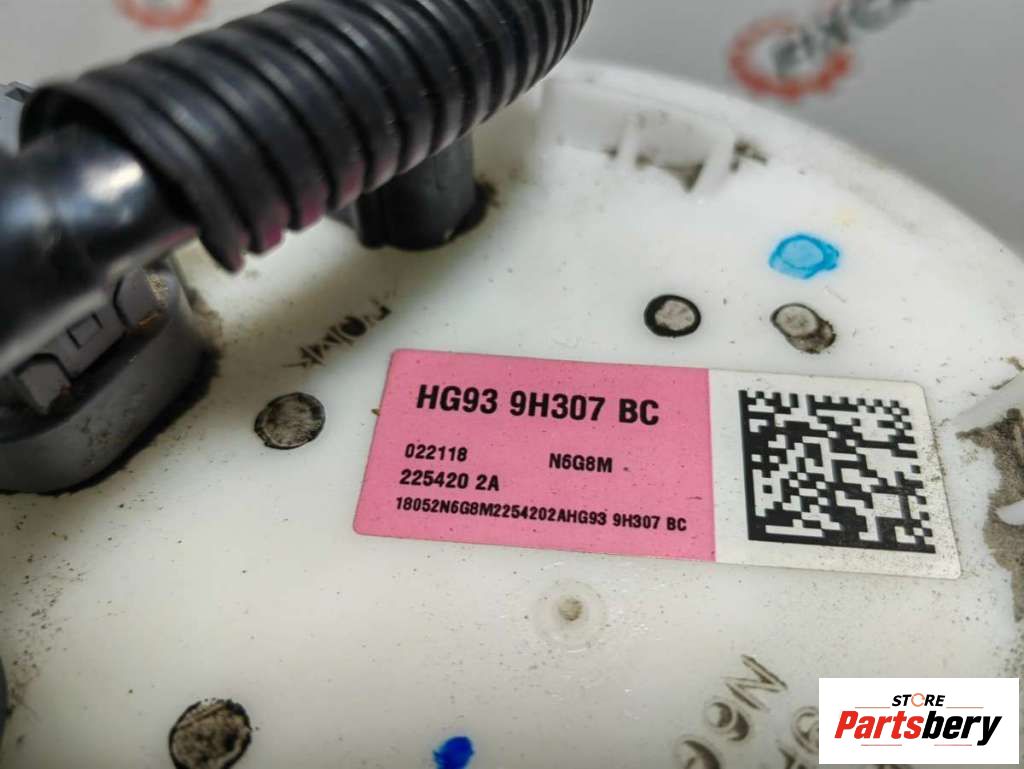 HG93 9H307 BC
022118 N6G8M
225420 2A
18052N6G8M2254202AHG93 9H307 BC
STORE
Partsbery